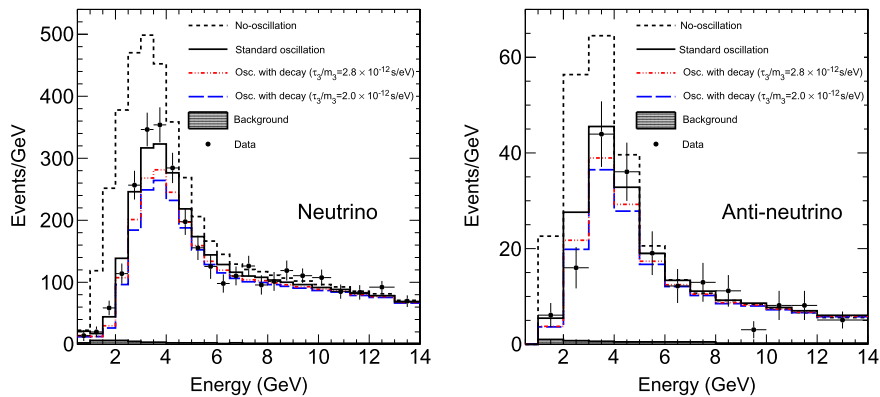 No-oscillation
Standard oscillation
Osc. with decay (τ3/m3=2.8 × 10-12s/eV)
Osc. with decay (τ3/m3=2.0 × 10-12s/eV)
Background
Data
Neutrino
Events/GeV
500
400
300
200
100
0
2 4 6 8 10 12 14
Energy (GeV)
No-oscillation
Standard oscillation
Osc. with decay (τ3/m3=2.8 × 10-12s/eV)
Osc. with decay (τ3/m3=2.0 × 10-12s/eV)
Background
Data
Anti-neutrino
Events/GeV
60
40
20
0
2 4 6 8 10 12 14
Energy (GeV)